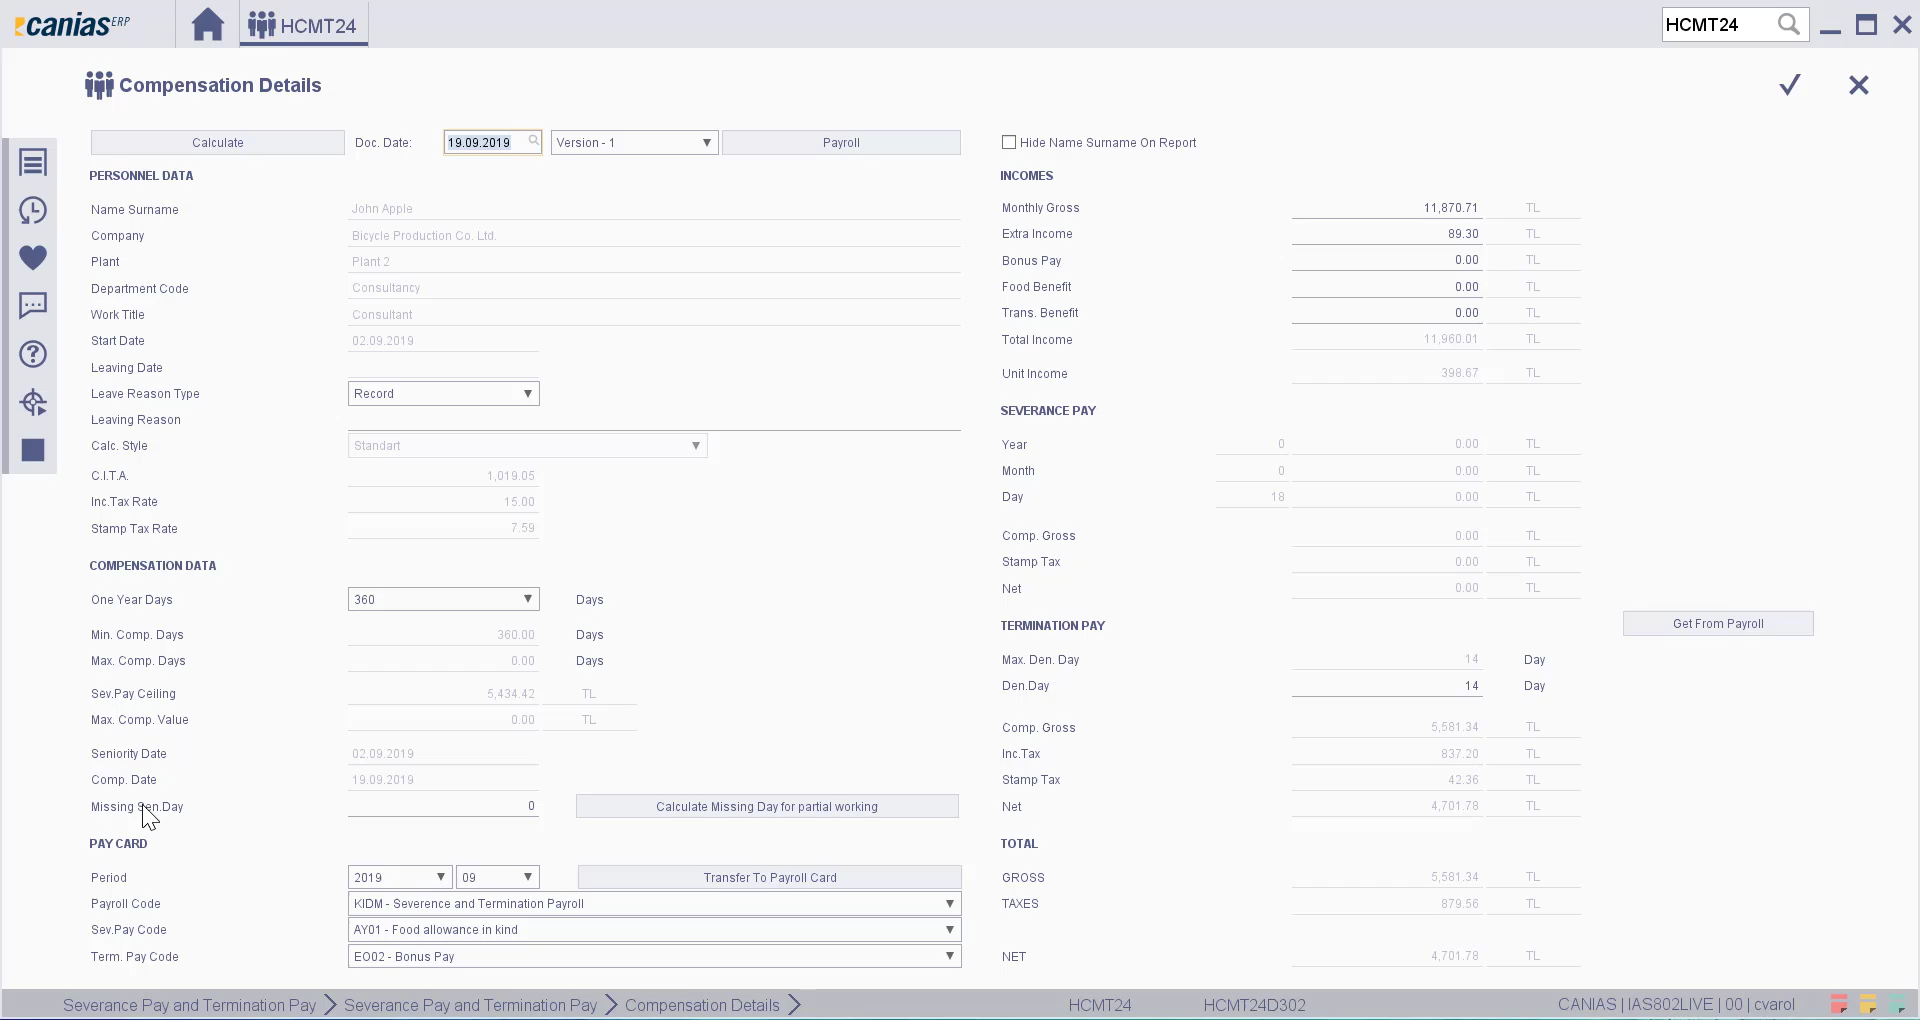 canias ERP
HCMT24
HCMT24
Compensation Details
Calculate
Doc. Date:
19.09.2019
Version - 1
Payroll
Hide Name Surname On Report
PERSONNEL DATA
Name Surname John Apple
Company Bicycle Production Co. Ltd.
Plant Plant 2
Department Code Consultancy
Work Title Consultant
Start Date 02.09.2019
Leaving Date
Leave Reason Type Record
Leaving Reason
Calc. Style Standart
C.I.T.A. 1,019.05
Inc.Tax Rate 15.00
Stamp Tax Rate 7.59
COMPENSATION DATA
One Year Days 360 Days
Min. Comp. Days 360.00 Days
Max. Comp. Days 0.00 Days
Sev.Pay Ceiling 5,434.42 TL
Max. Comp. Value 0.00 TL
Seniority Date 02.09.2019
Comp. Date 19.09.2019
Missing Sen.Day 0 Calculate Missing Day for partial working
PAY CARD
Period 2019 09 Transfer To Payroll Card
Payroll Code KIDM - Severence and Termination Payroll
Sev.Pay Code AY01 - Food allowance in kind
Term. Pay Code EO02 - Bonus Pay
INCOMES
Monthly Gross 11,870.71 TL
Extra Income 89.30 TL
Bonus Pay 0.00 TL
Food Benefit 0.00 TL
Trans. Benefit 0.00 TL
Total Income 11,960.01 TL
Unit Income 398.67 TL
SEVERANCE PAY
Year 0 0.00 TL
Month 0 0.00 TL
Day 18 0.00 TL
Comp. Gross 0.00 TL
Stamp Tax 0.00 TL
Net 0.00 TL
TERMINATION PAY
Get From Payroll
Max. Den. Day 14 Day
Den.Day 14 Day
Comp. Gross 5,581.34 TL
Inc.Tax 837.20 TL
Stamp Tax 42.36 TL
Net 4,701.78 TL
TOTAL
GROSS 5,581.34 TL
TAXES 879.56 TL
NET 4,701.78 TL
Severance Pay and Termination Pay
Severance Pay and Termination Pay
Compensation Details
HCMT24
HCMT24D302
CANIAS | IAS802LIVE | 00 | cvarol